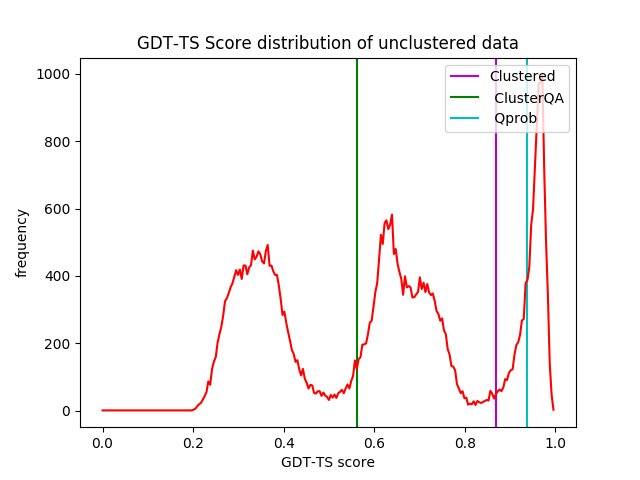 GDT-TS Score distribution of unclustered data
Clustered
ClusterQA
Qprob
1000
800
600
400
200
0
frequency
0.0 0.2 0.4 0.6 0.8 1.0
GDT-TS score